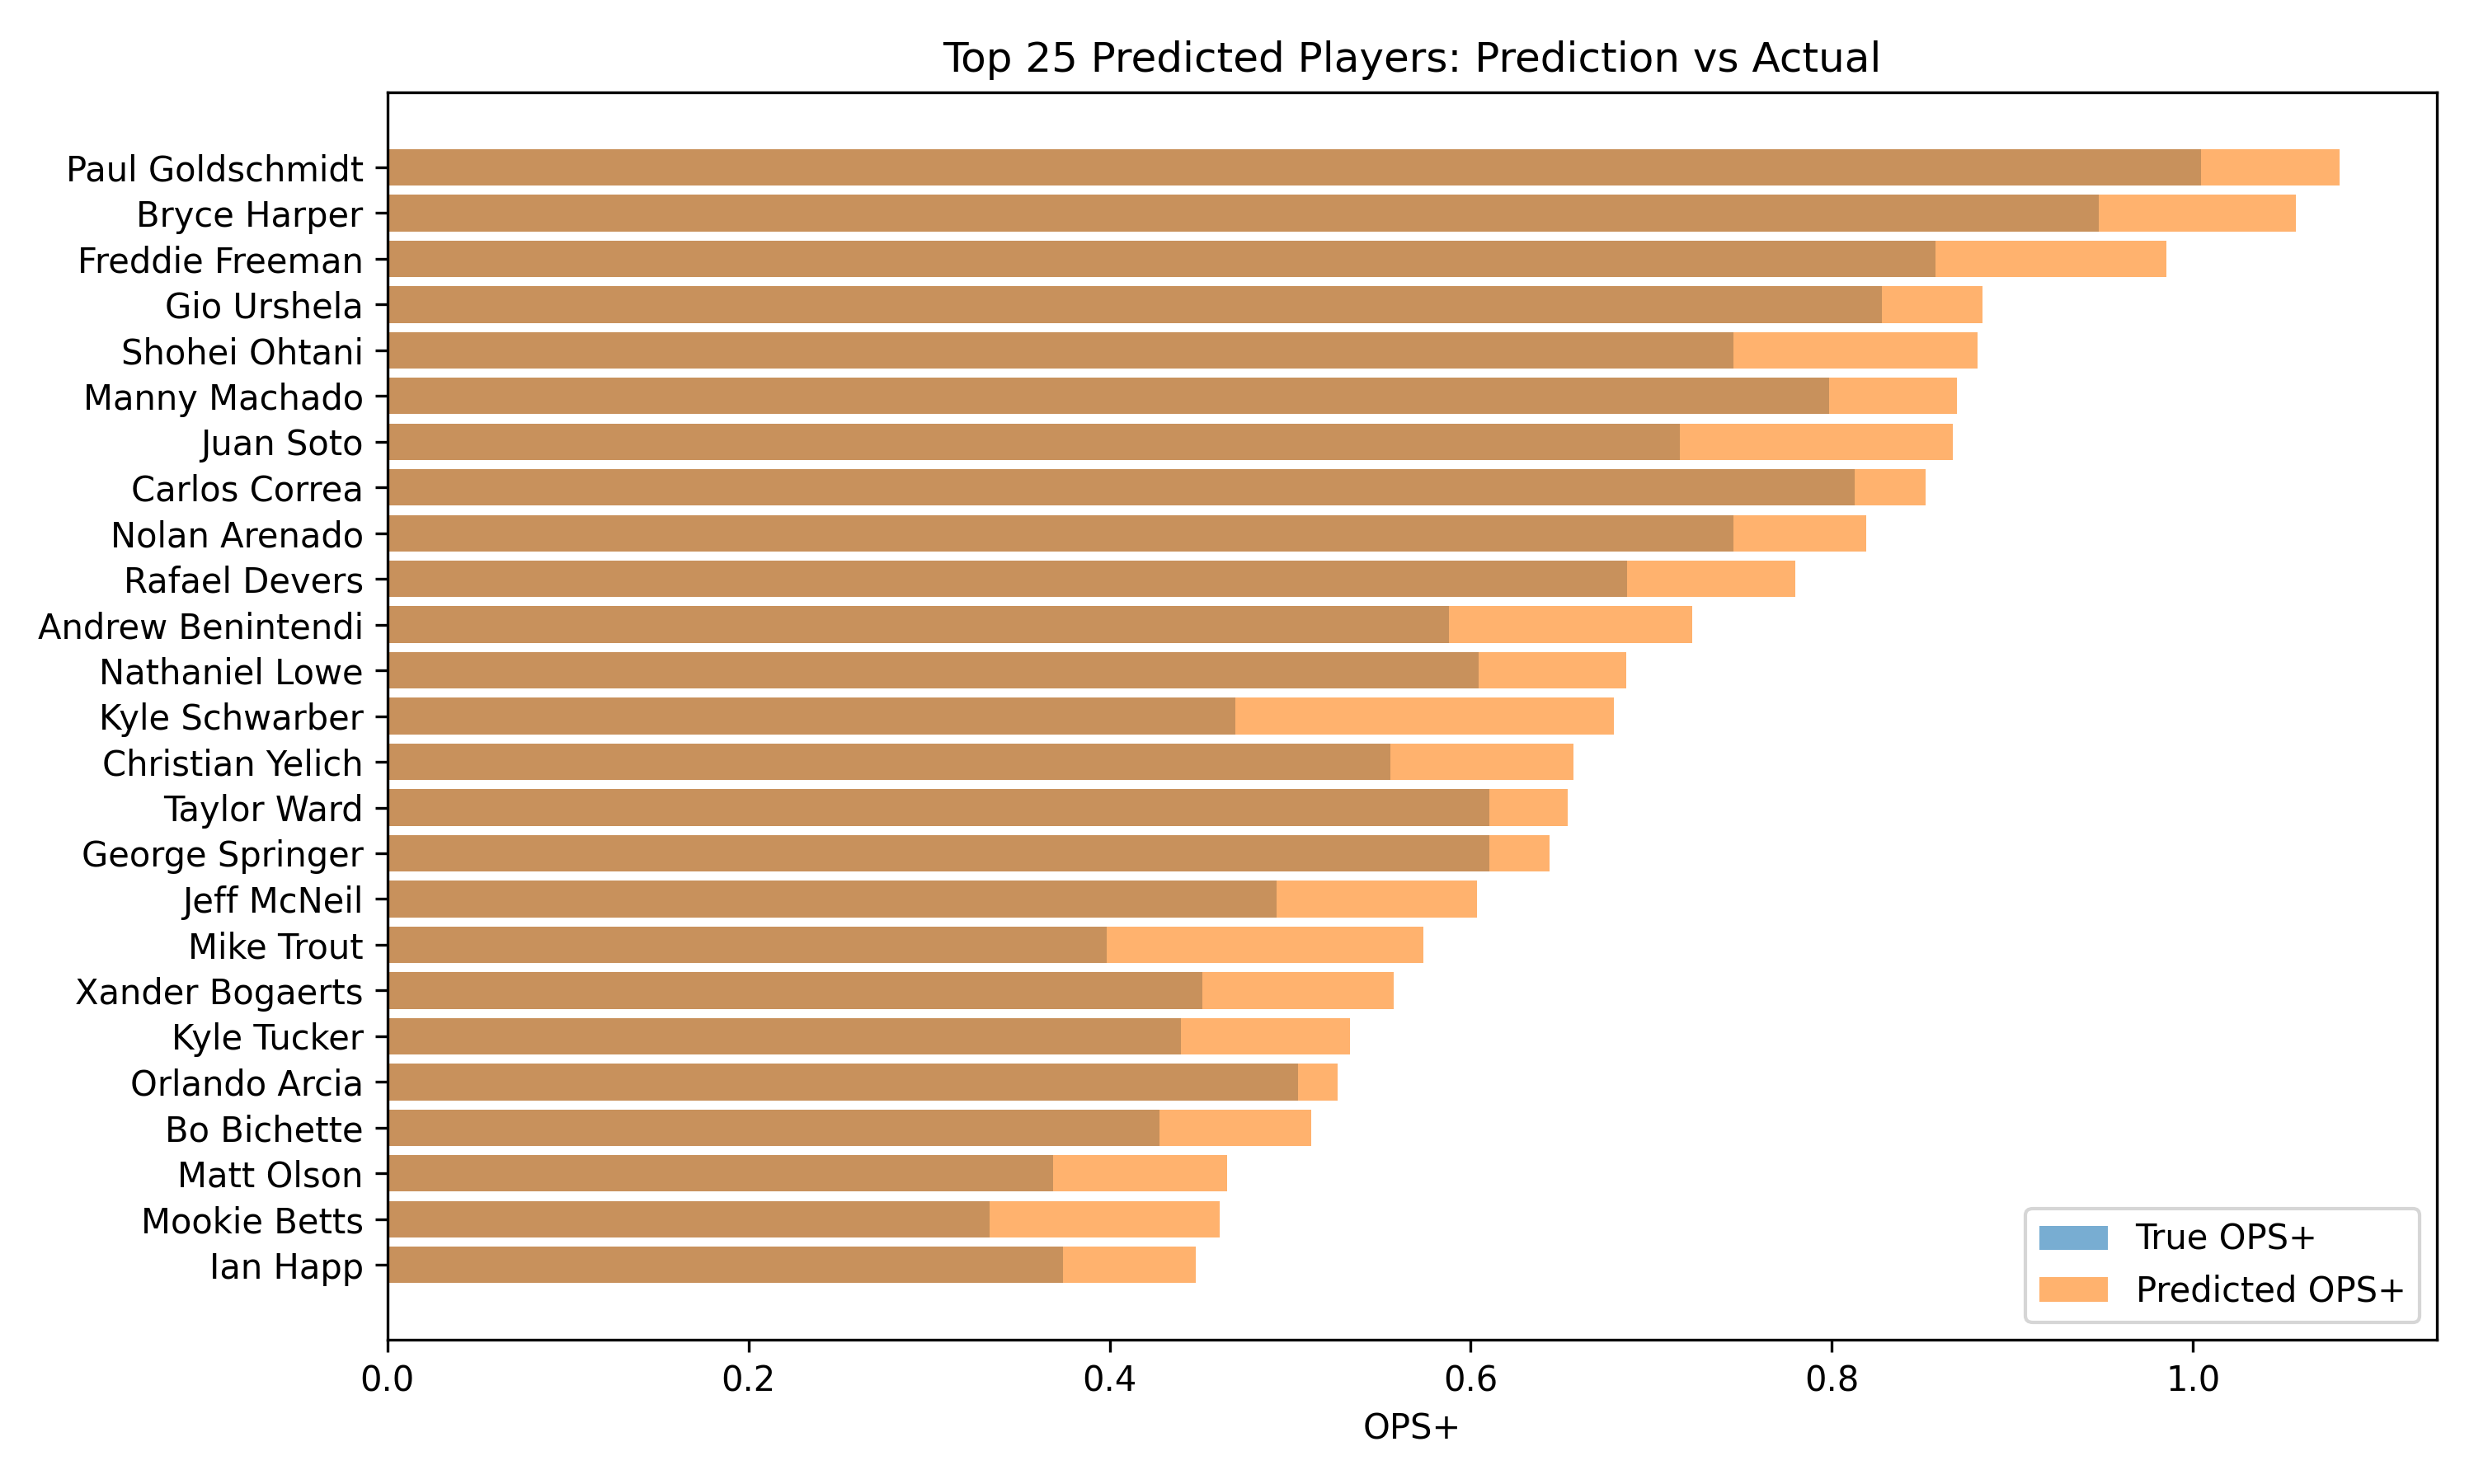 Top 25 Predicted Players: Prediction vs Actual
Paul Goldschmidt
Bryce Harper
Freddie Freeman
Gio Urshela
Shohei Ohtani
Manny Machado
Juan Soto
Carlos Correa
Nolan Arenado
Rafael Devers
Andrew Benintendi
Nathaniel Lowe
Kyle Schwarber
Christian Yelich
Taylor Ward
George Springer
Jeff McNeil
Mike Trout
Xander Bogaerts
Kyle Tucker
Orlando Arcia
Bo Bichette
Matt Olson
Mookie Betts
Ian Happ
True OPS+
Predicted OPS+
0.0 0.2 0.4 0.6 0.8 1.0
OPS+